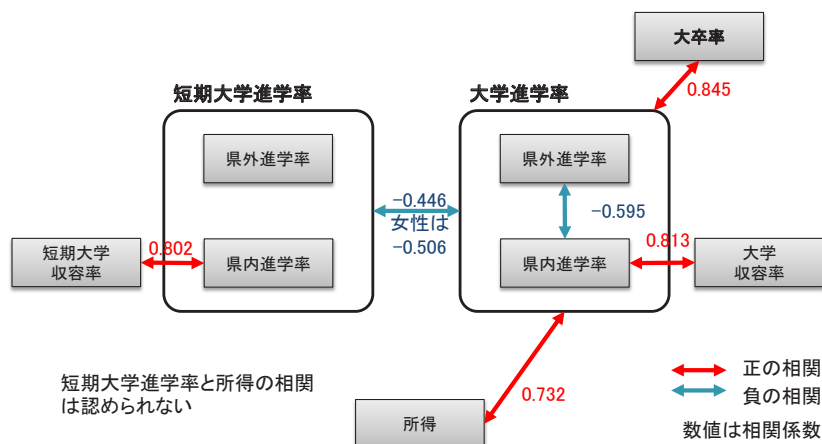 大卒率
0.845
短期大学進学率
大学進学率
県外進学率
県外進学率
−0.446
女性は
−0.506
−0.595
短期大学
収容率
0.802
県内進学率
県内進学率
0.813
大学
収容率
短期大学進学率と所得の相関
は認められない
0.732
所得
正の相関
負の相関
数値は相関係数